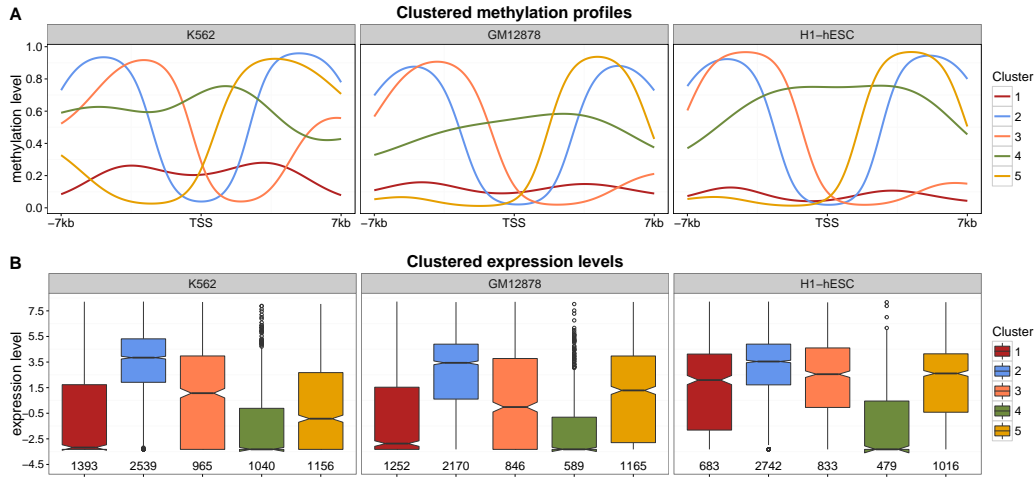 A
Clustered methylation profiles
K562 GM12878 H1−hESC
methylation level
1.0
0.8
0.6
0.4
0.2
0.0
−7kb TSS 7kb −7kb TSS 7kb −7kb TSS 7kb
Cluster
1
2
3
4
5
B
Clustered expression levels
K562 GM12878 H1−hESC
expression level
7.5
5.5
3.5
1.5
−0.5
−2.5
−4.5
1393 2539 965 1040 1156 1252 2170 846 589 1165 683 2742 833 479 1016
Cluster
1
2
3
4
5